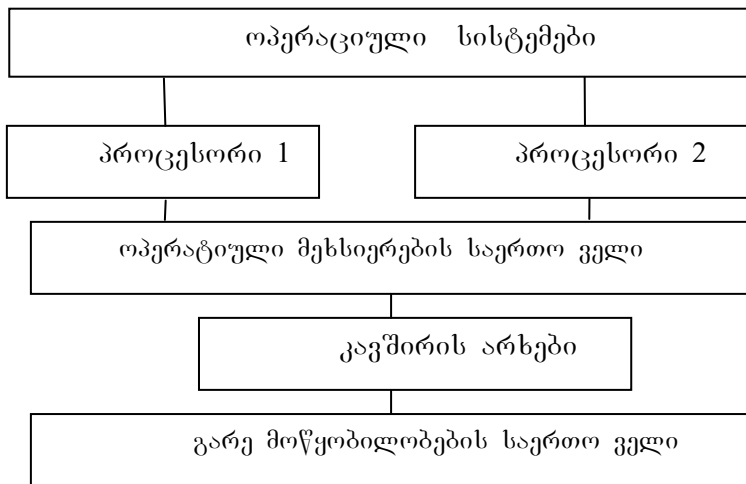 ოპერაციული სისტემები
პროცესორი 1
პროცესორი 2
ოპერატიული მეხსიერების საერთო ველი
კავშირის არხები
გარე მოწყობილობების საერთო ველი